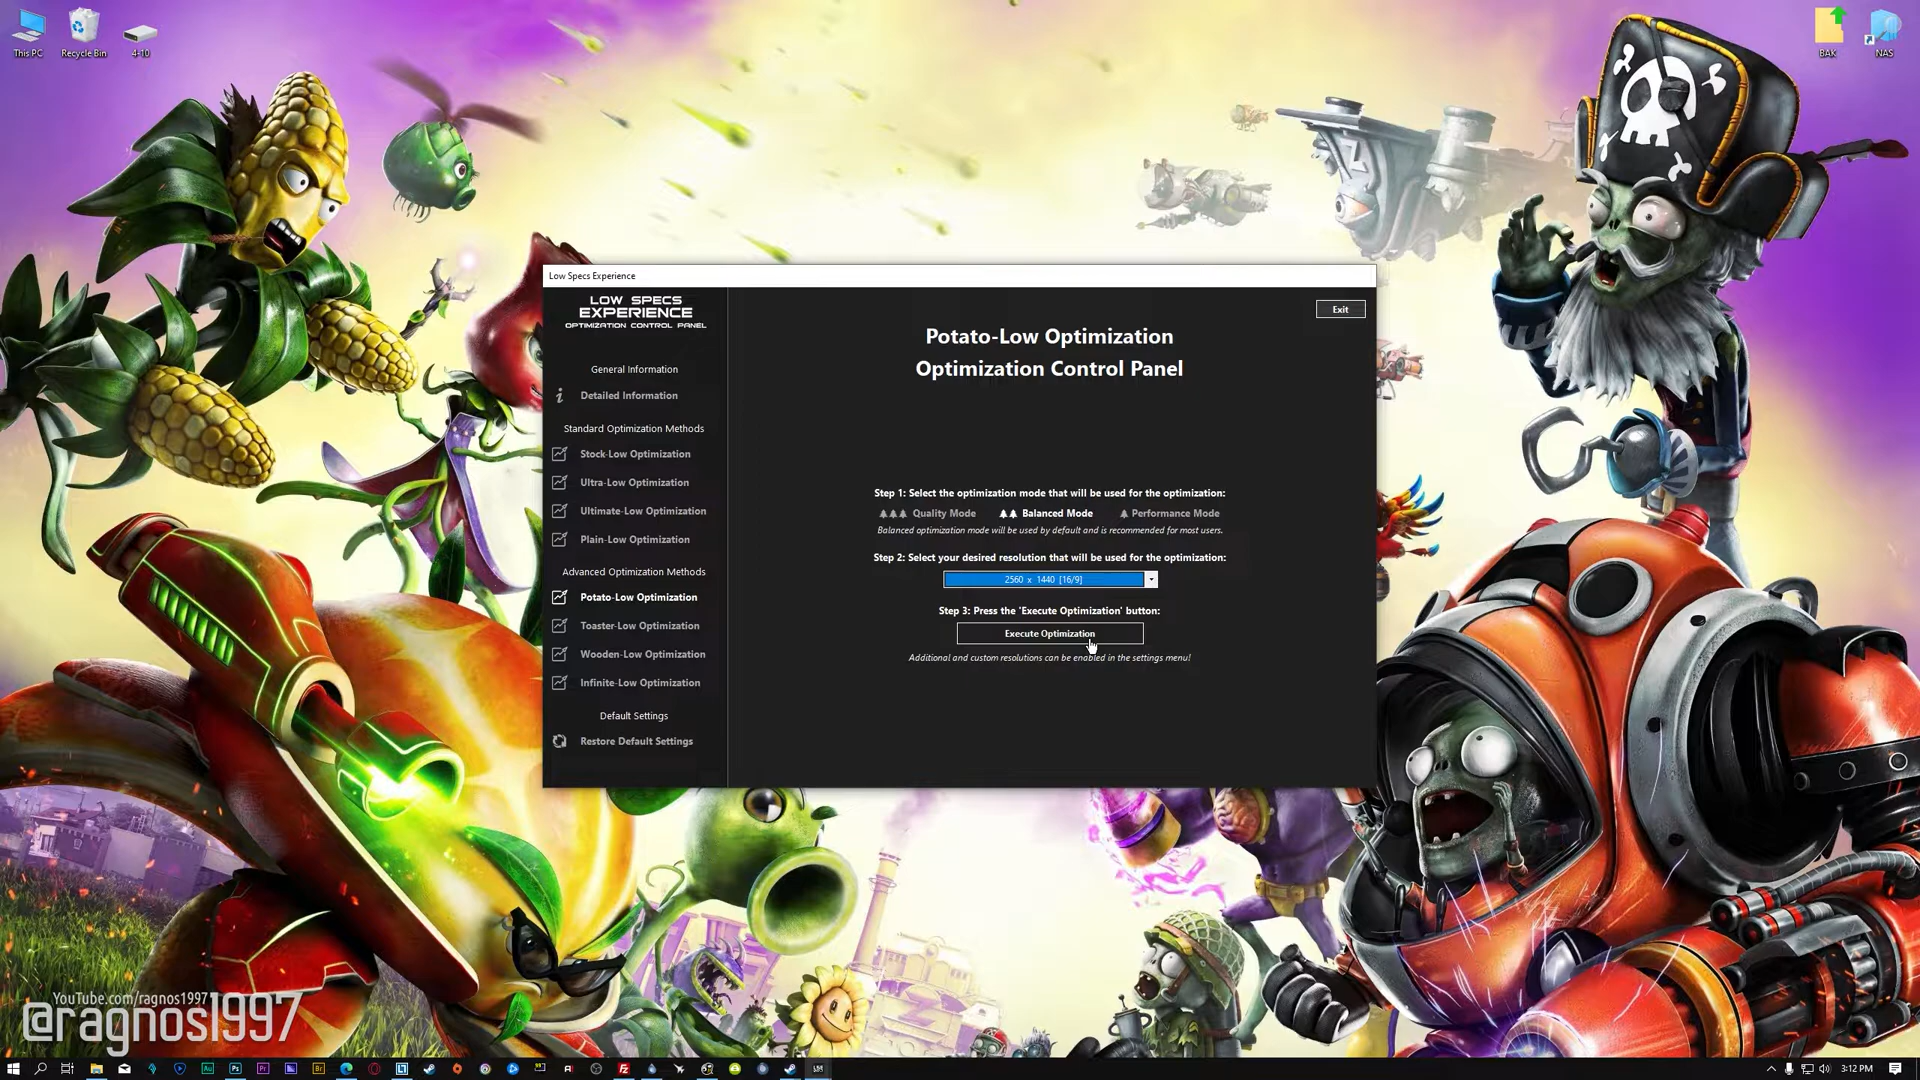 This PC
Recycle Bin
4-10
BAK
NAS
Low Specs Experience
LOW SPECS
EXPERIENCE
OPTIMIZATION CONTROL PANEL
General Information
Detailed Information
Standard Optimization Methods
Stock-Low Optimization
Ultra-Low Optimization
Ultimate-Low Optimization
Plain-Low Optimization
Advanced Optimization Methods
Potato-Low Optimization
Toaster-Low Optimization
Wooden-Low Optimization
Infinite-Low Optimization
Default Settings
Restore Default Settings
Exit
Potato-Low Optimization
Optimization Control Panel
Step 1: Select the optimization mode that will be used for the optimization:
Quality Mode Balanced Mode Performance Mode
Balanced optimization mode will be used by default and is recommended for most users.
Step 2: Select your desired resolution that will be used for the optimization:
2560 x 1440 [16/9]
Step 3: Press the 'Execute Optimization' button:
Execute Optimization
Additional and custom resolutions can be enabled in the settings menu!
YouTube.com/ragnos1997
@ragnos1997
Au Ps Pr Br Fz
3:12 PM